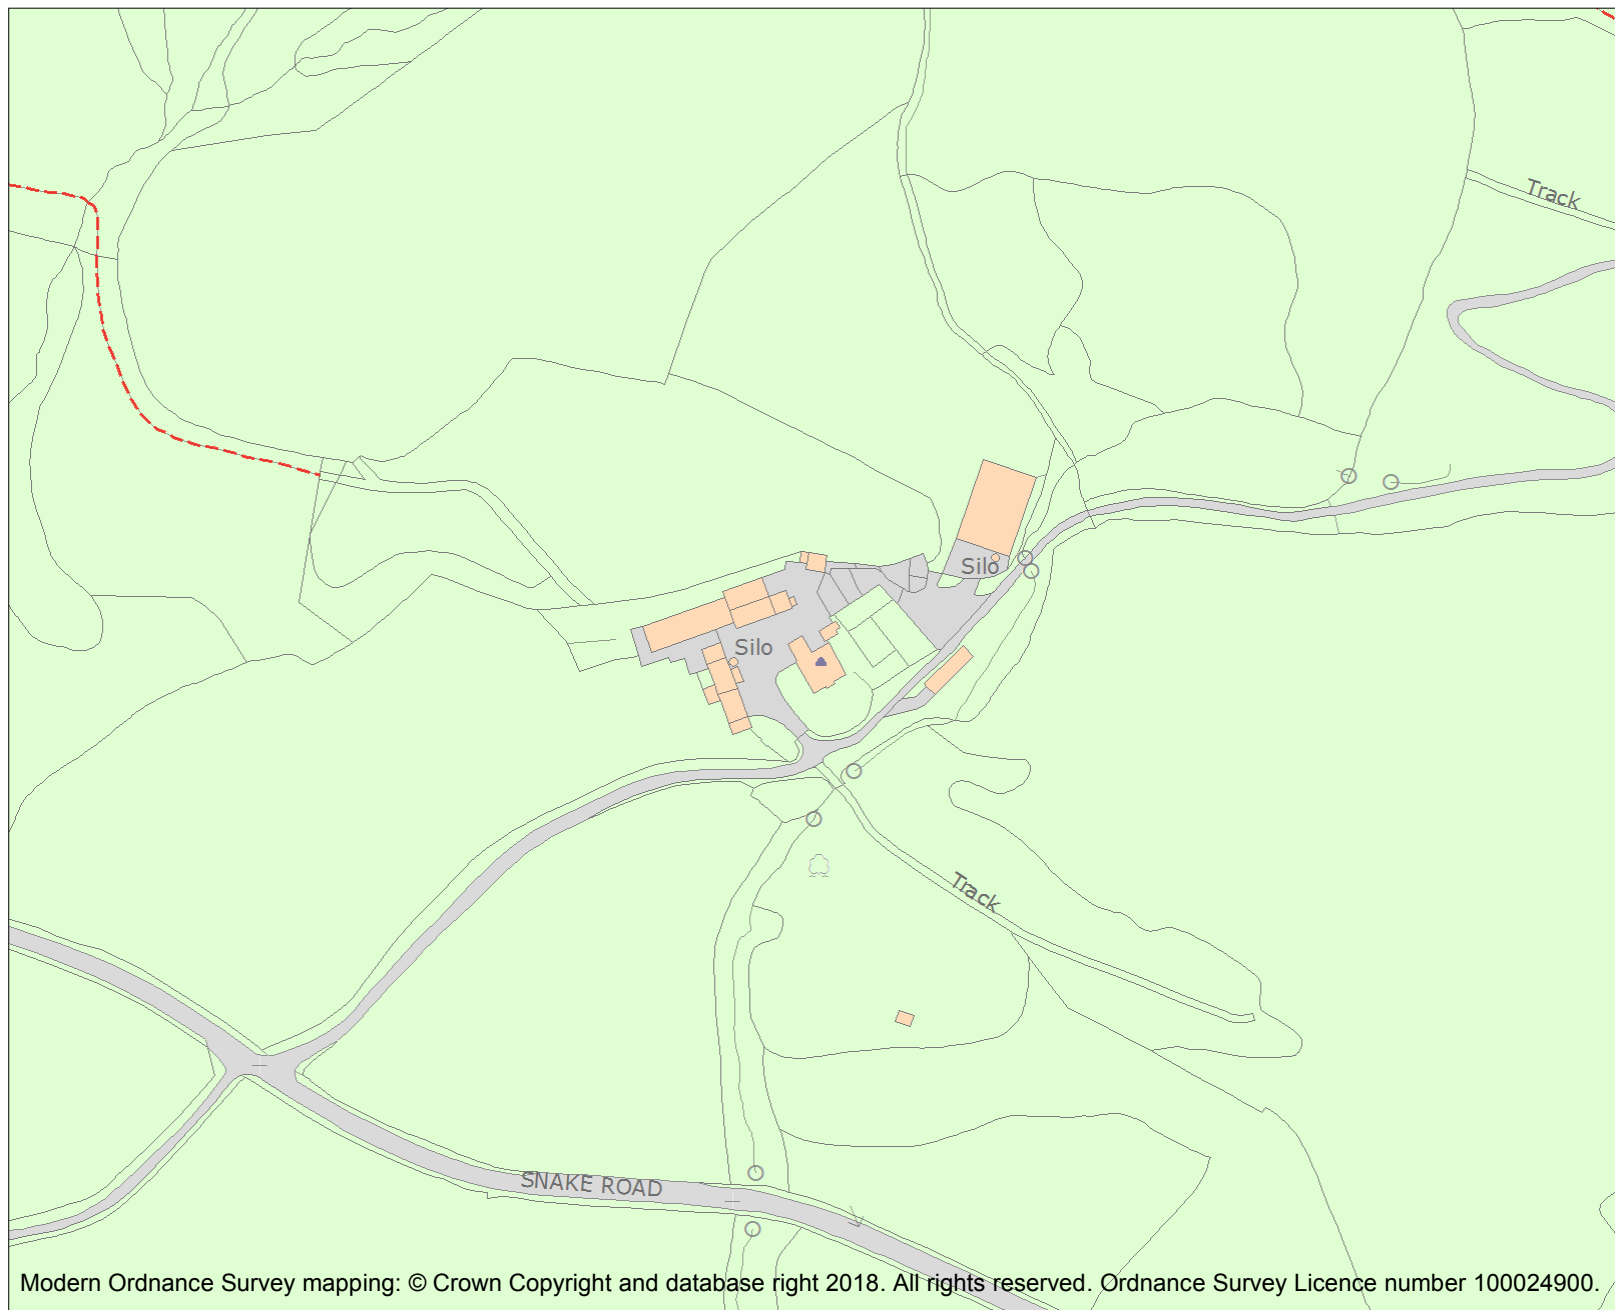 Track
Silo
Silo
Track
SNAKE ROAD
Modern Ordnance Survey mapping: © Crown Copyright and database right 2018. All rights reserved. Ordnance Survey Licence number 100024900.